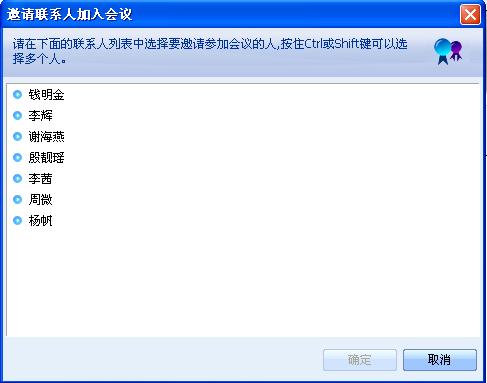 邀请联系人加入会议
请在下面的联系人列表中选择要邀请参加会议的人,按住Ctrl或Shift键可以选
择多个人。
钱明金
李辉
谢海燕
殷靓瑶
李茜
周微
杨帆
确定
取消